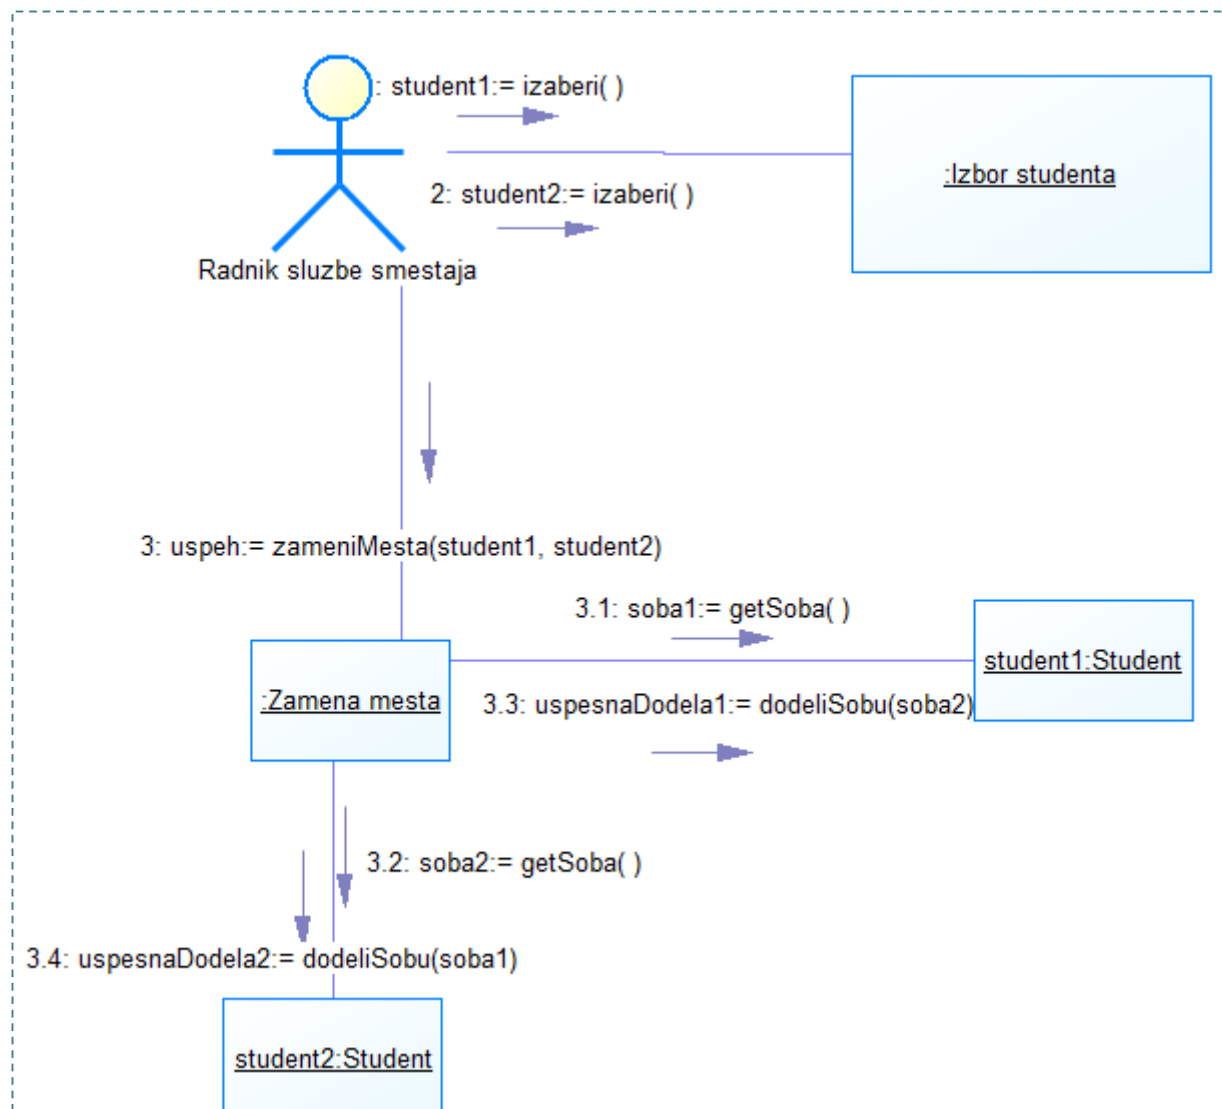 : student1:= izaberi( )
:Izbor studenta
2: student2:= izaberi( )
Radnik sluzbe smestaja
3: uspeh:= zameniMesta(student1, student2)
3.1: soba1:= getSoba( )
student1:Student
:Zamena mesta
3.3: uspesnaDodela1:= dodeliSobu(soba2)
3.2: soba2:= getSoba( )
3.4: uspesnaDodela2:= dodeliSobu(soba1)
student2:Student